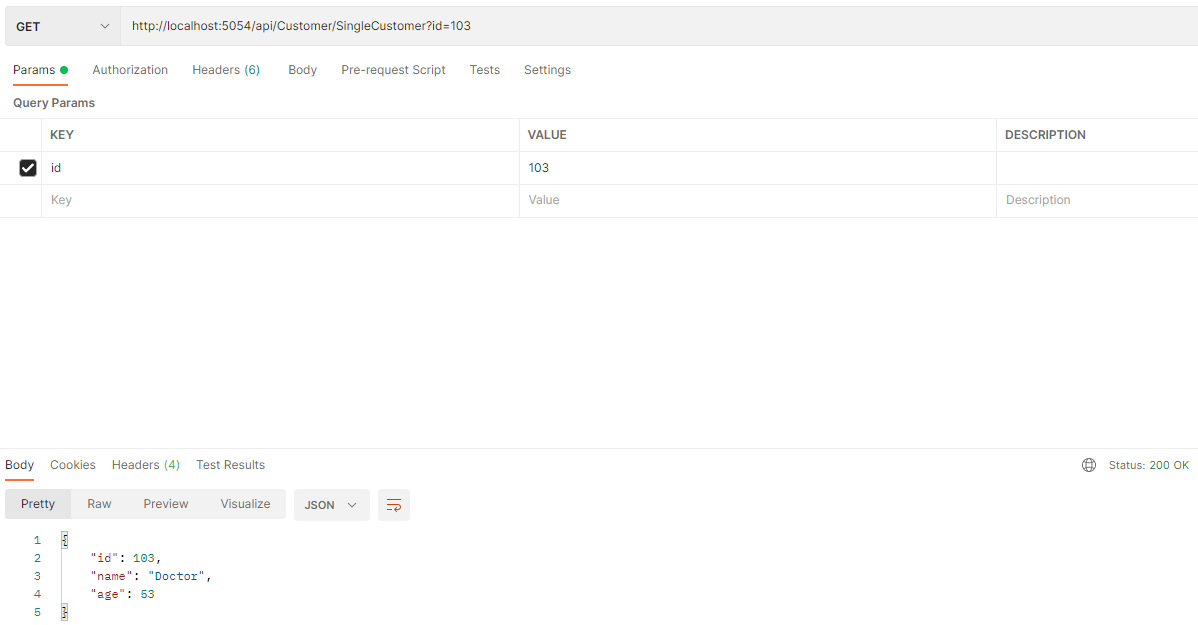 GET http://localhost:5054/api/Customer/SingleCustomer?id=103
Params Authorization Headers (6) Body Pre-request Script Tests Settings
Query Params
KEY VALUE DESCRIPTION
id 103
Key Value Description
Body Cookies Headers (4) Test Results Status: 200 OK
Pretty Raw Preview Visualize JSON
1 {
2 "id": 103,
3 "name": "Doctor",
4 "age": 53
5 }